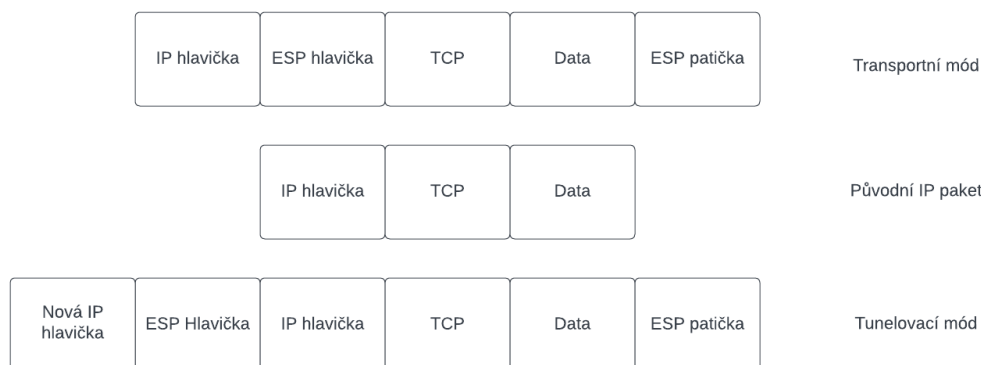 IP hlavička ESP hlavička TCP Data ESP patička Transportní mód
IP hlavička TCP Data Původní IP paket
Nová IP
hlavička
ESP Hlavička IP hlavička TCP Data ESP patička Tunelovací mód